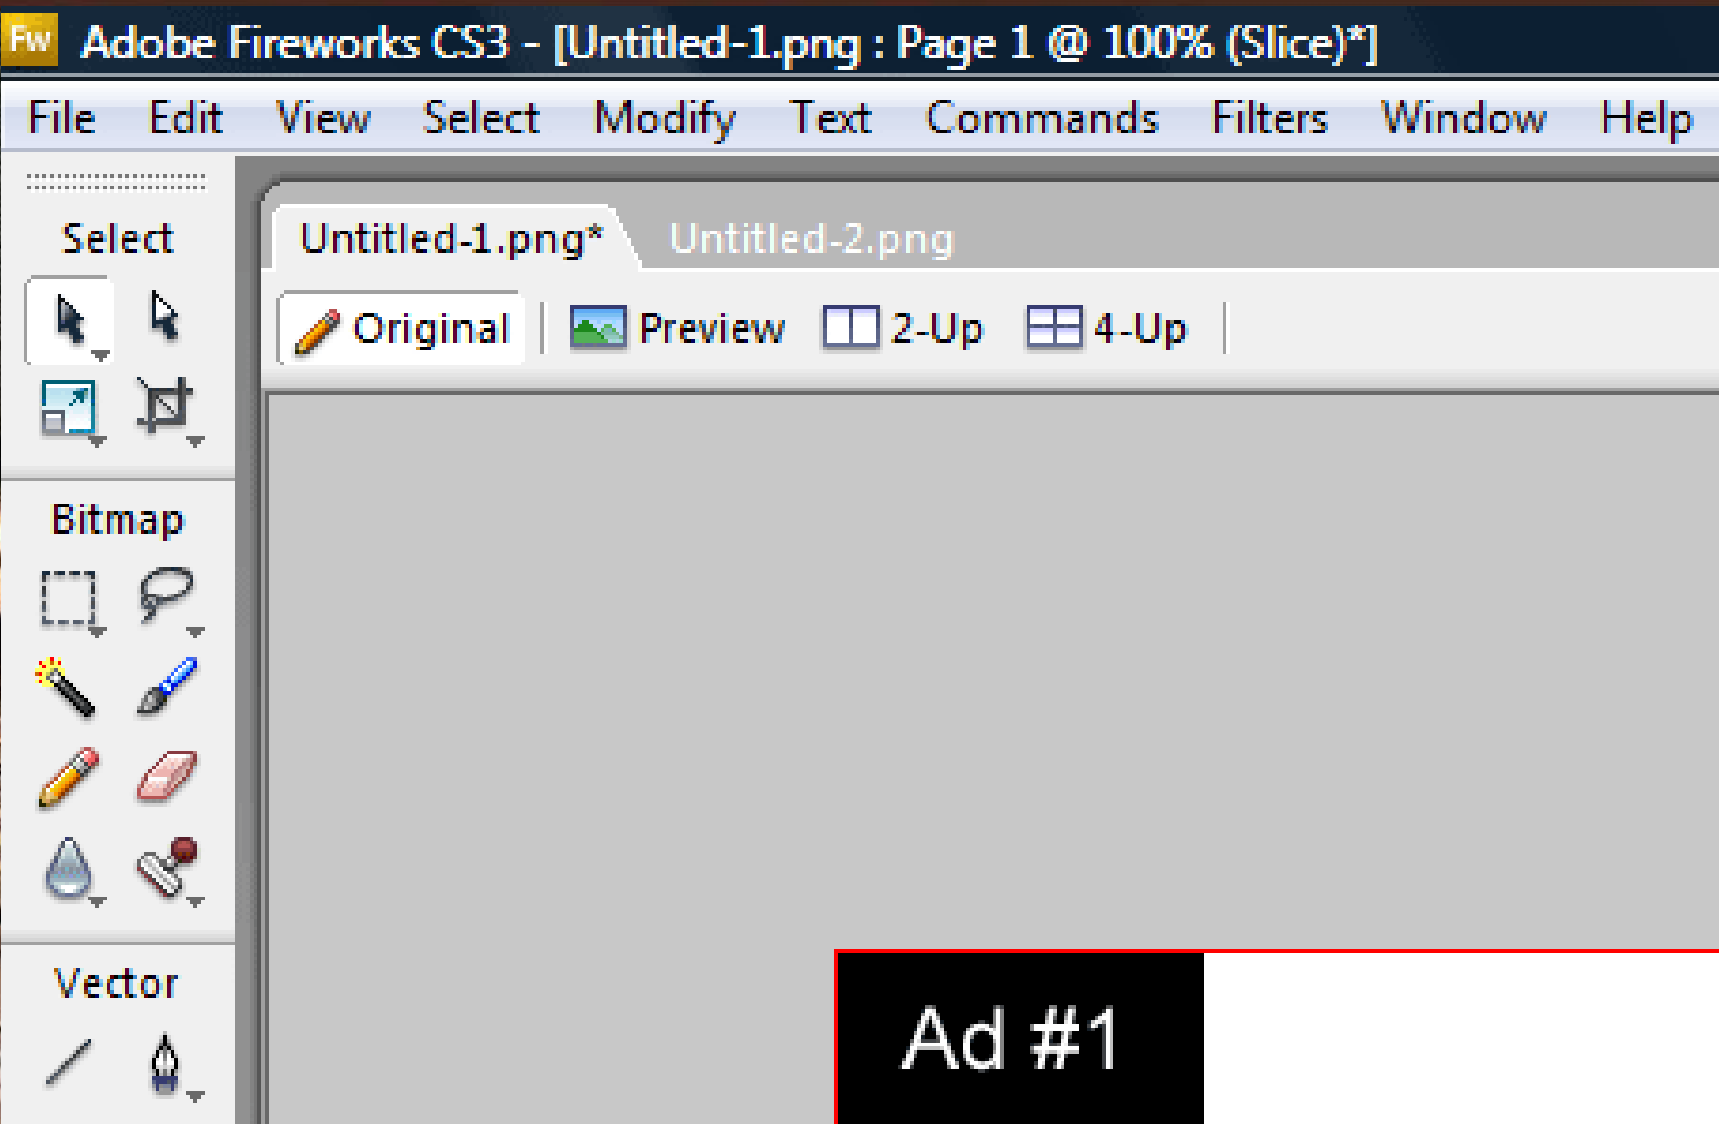 Fw Adobe Fireworks CS3 - [Untitled-1.png : Page 1 @ 100% (Slice)*]
File Edit View Select Modify Text Commands Filters Window Help
Select
Untitled-1.png* Untitled-2.png
Original Preview 2-Up 4-Up
Bitmap
Vector
Ad #1